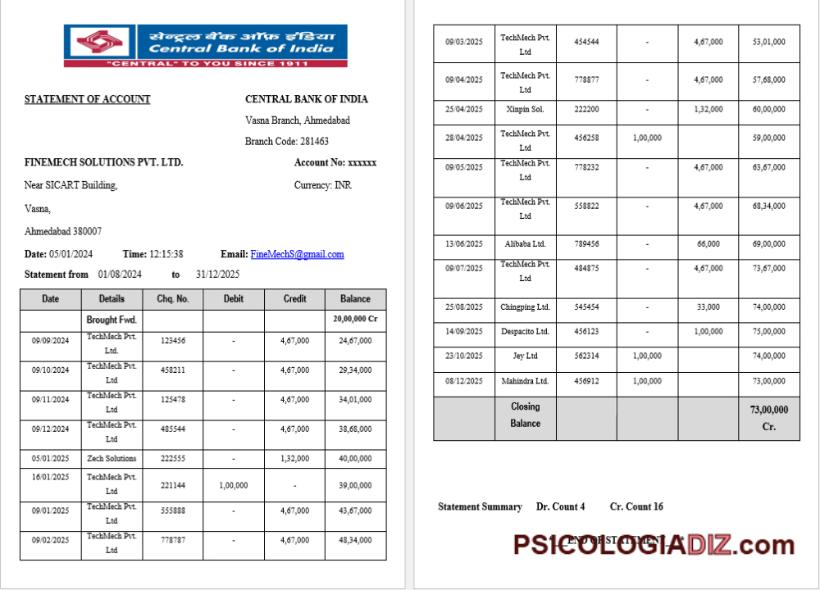 सेन्ट्रल बैंक ऑफ़ इंडिया
Central Bank of India
"CENTRAL" TO YOU SINCE 1911
STATEMENT OF ACCOUNT
CENTRAL BANK OF INDIA
Vasna Branch, Ahmedabad
Branch Code: 281463
FINEMECH SOLUTIONS PVT. LTD. Account No: xxxxxx
Near SICART Building, Currency: INR
Vasna,
Ahmedabad 380007
Date: 05/01/2024 Time: 12:15:38 Email: FineMechS@gmail.com
Statement from 01/08/2024 to 31/12/2025
Date Details Chq. No. Debit Credit Balance
Brought Fwd. 20,00,000 Cr
09/09/2024 TechMech Pvt. Ltd. 123456 - 4,67,000 24,67,000
09/10/2024 TechMech Pvt. Ltd 458211 - 4,67,000 29,34,000
09/11/2024 TechMech Pvt. Ltd 125478 - 4,67,000 34,01,000
09/12/2024 TechMech Pvt. Ltd 485544 - 4,67,000 38,68,000
05/01/2025 Zech Solutions 222555 - 1,32,000 40,00,000
16/01/2025 TechMech Pvt. Ltd 221144 1,00,000 - 39,00,000
09/01/2025 TechMech Pvt. Ltd 555888 - 4,67,000 43,67,000
09/02/2025 TechMech Pvt. Ltd 778787 - 4,67,000 48,34,000
09/03/2025 TechMech Pvt. Ltd 454544 - 4,67,000 53,01,000
09/04/2025 TechMech Pvt. Ltd 778877 - 4,67,000 57,68,000
25/04/2025 Xinpin Sol. 222200 - 1,32,000 60,00,000
28/04/2025 TechMech Pvt. Ltd 456258 1,00,000 59,00,000
09/05/2025 TechMech Pvt. Ltd 778232 - 4,67,000 63,67,000
09/06/2025 TechMech Pvt. Ltd 558822 - 4,67,000 68,34,000
13/06/2025 Alibaba Ltd. 789456 - 66,000 69,00,000
09/07/2025 TechMech Pvt. Ltd 484875 - 4,67,000 73,67,000
25/08/2025 Chingping Ltd. 545454 - 33,000 74,00,000
14/09/2025 Despacito Ltd. 456123 - 1,00,000 75,00,000
23/10/2025 Jey Ltd 562314 1,00,000 74,00,000
08/12/2025 Mahindra Ltd. 456912 1,00,000 73,00,000
Closing Balance 73,00,000 Cr.
Statement Summary Dr. Count 4 Cr. Count 16
END OF STATEMENT
PSICOLOGIADIZ.com